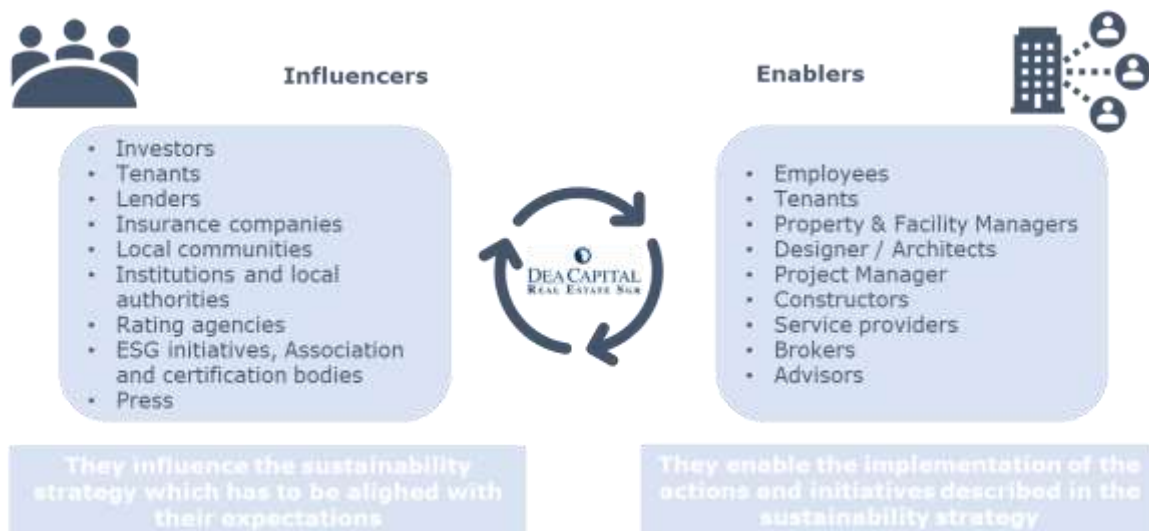 Influencers
• Investors
• Tenants
• Lenders
• Insurance companies
• Local communities
• Institutions and local
authorities
• Rating agencies
• ESG initiatives, Association
and certification bodies
• Press
They influence the sustainability
strategy which has to be alighed with
their expectations
DEA CAPITAL
REAL ESTATE SGR
Enablers
• Employees
• Tenants
• Property & Facility Managers
• Designer / Architects
• Project Manager
• Constructors
• Service providers
• Brokers
• Advisors
They enable the implementation of the
actions and initiatives described in the
sustainability strategy